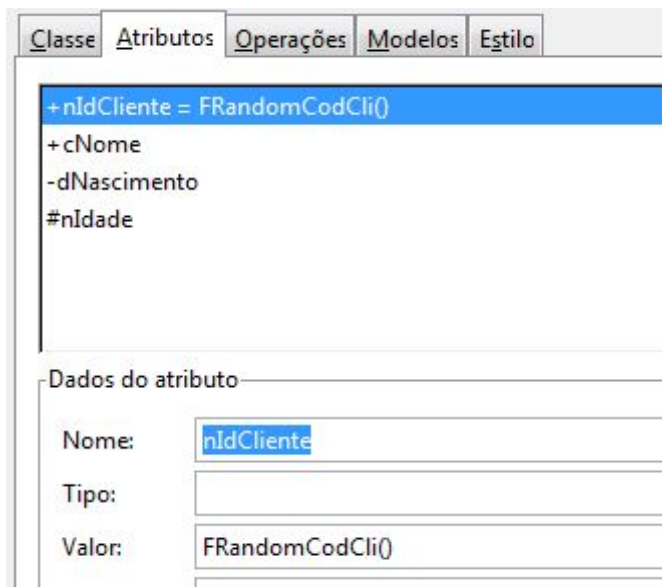 Classe Atributos Operações Modelos Estilo
+nIdCliente = FRandomCodCli()
+cNome
-dNascimento
#nIdade
Dados do atributo
Nome: nIdCliente
Tipo:
Valor: FRandomCodCli()